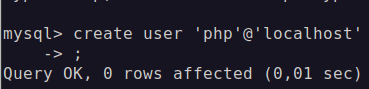 mysql> create user 'php'@'localhost'
    -> ;
Query OK, 0 rows affected (0,01 sec)